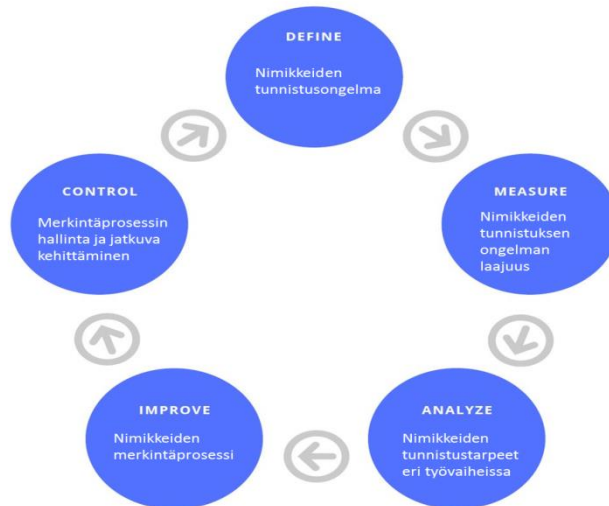 DEFINE
Nimikkeiden
tunnistusongelma
MEASURE
Nimikkeiden
tunnistuksen
ongelman
laajuus
ANALYZE
Nimikkeiden
tunnistustarpeet
eri työvaiheissa
IMPROVE
Nimikkeiden
merkintäprosessi
CONTROL
Merkintäprosessin
hallinta ja jatkuva
kehittäminen